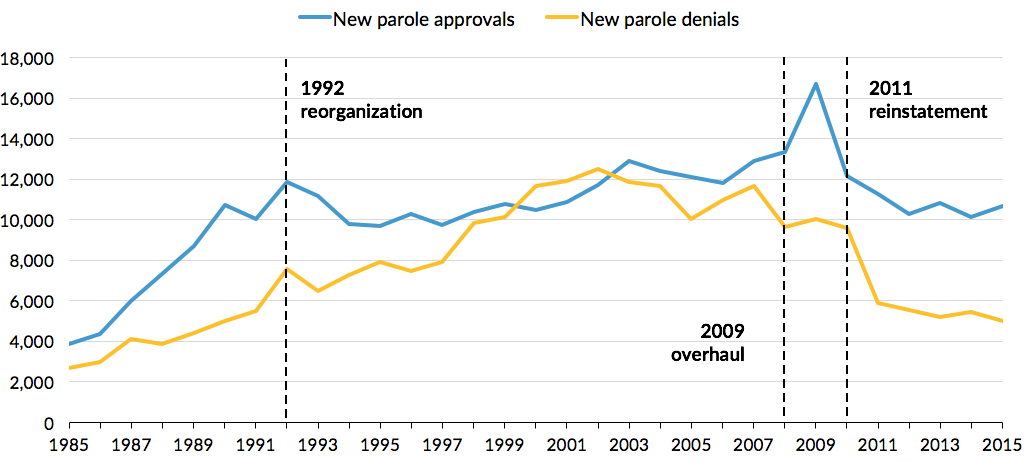 New parole approvals New parole denials
18,000
16,000
14,000
12,000
10,000
8,000
6,000
4,000
2,000
0
1992
reorganization
2011
reinstatement
2009
overhaul
1985 1987 1989 1991 1993 1995 1997 1999 2001 2003 2005 2007 2009 2011 2013 2015